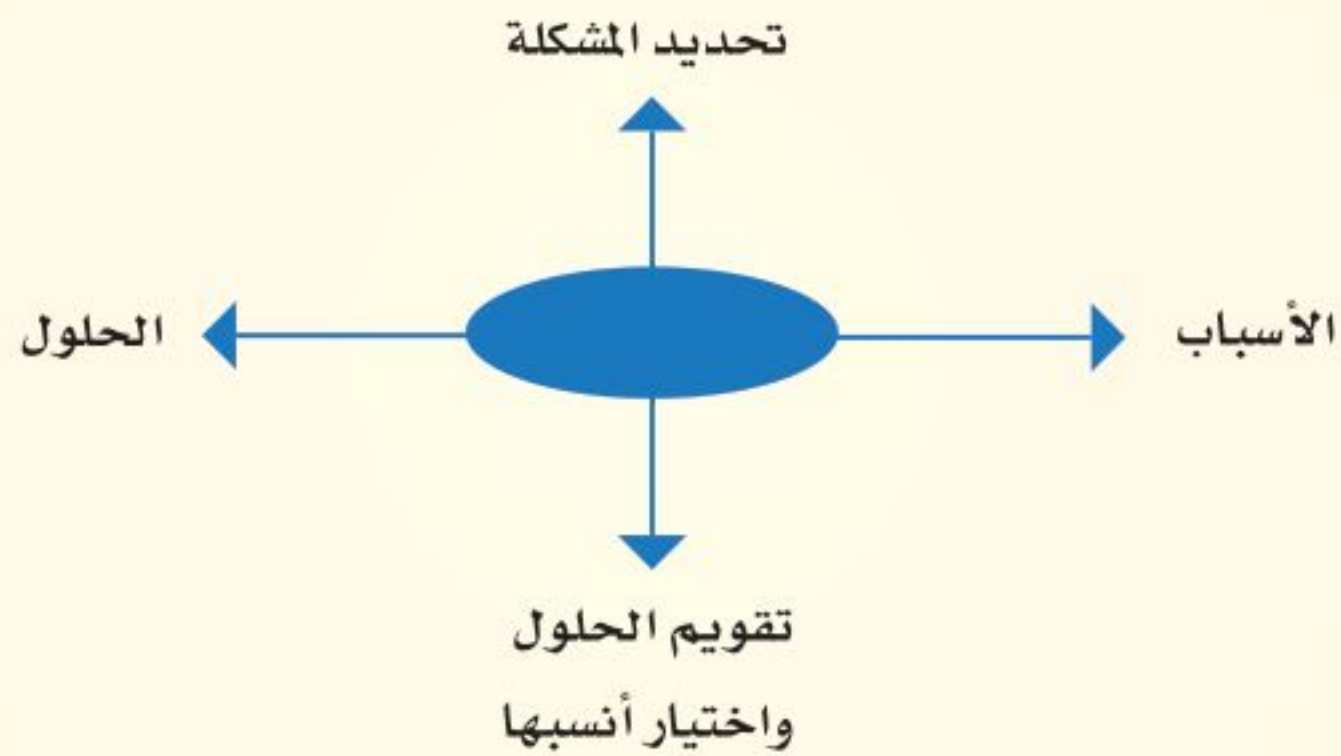 تحديد المشكلة
الأسباب
الحلول
تقويم الحلول
واختيار أنسبها